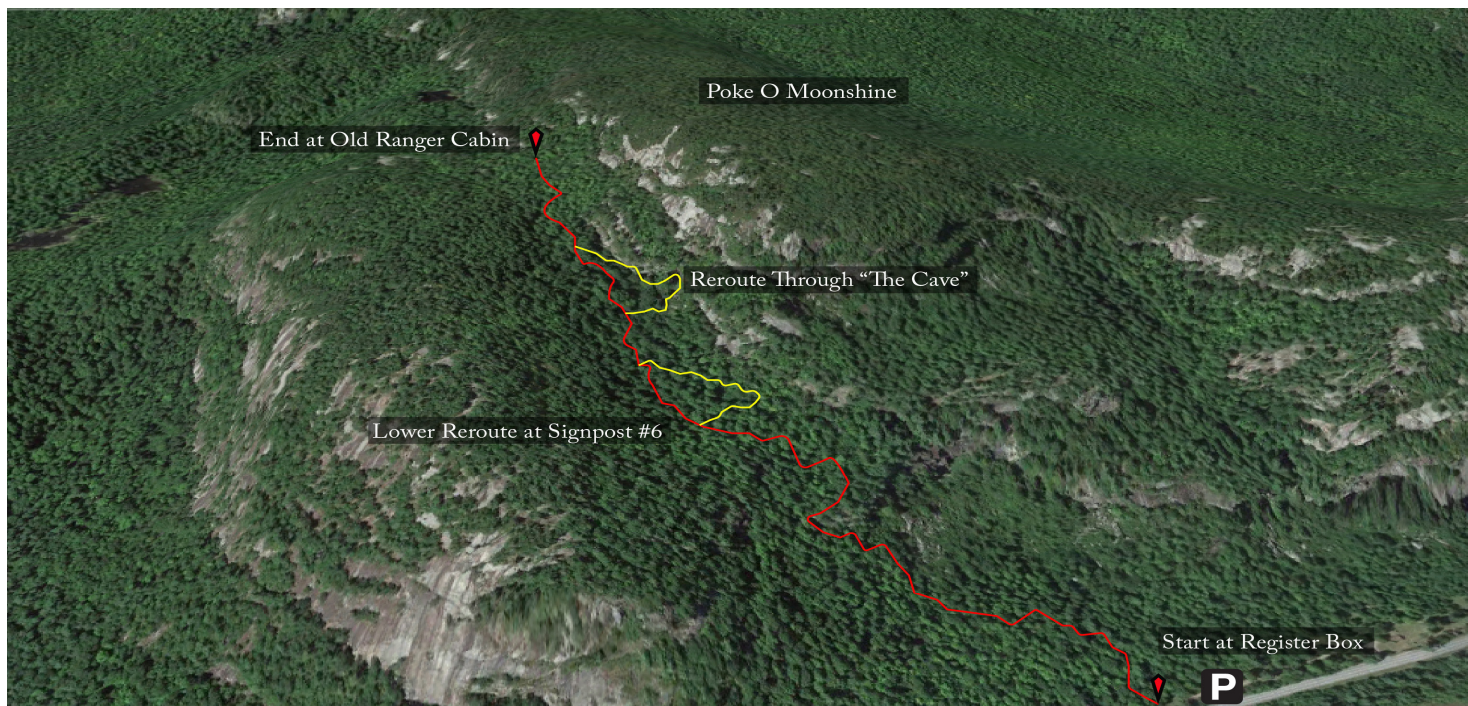 Poke O Moonshine
End at Old Ranger Cabin
Reroute Through “The Cave”
Lower Reroute at Signpost #6
Start at Register Box
P